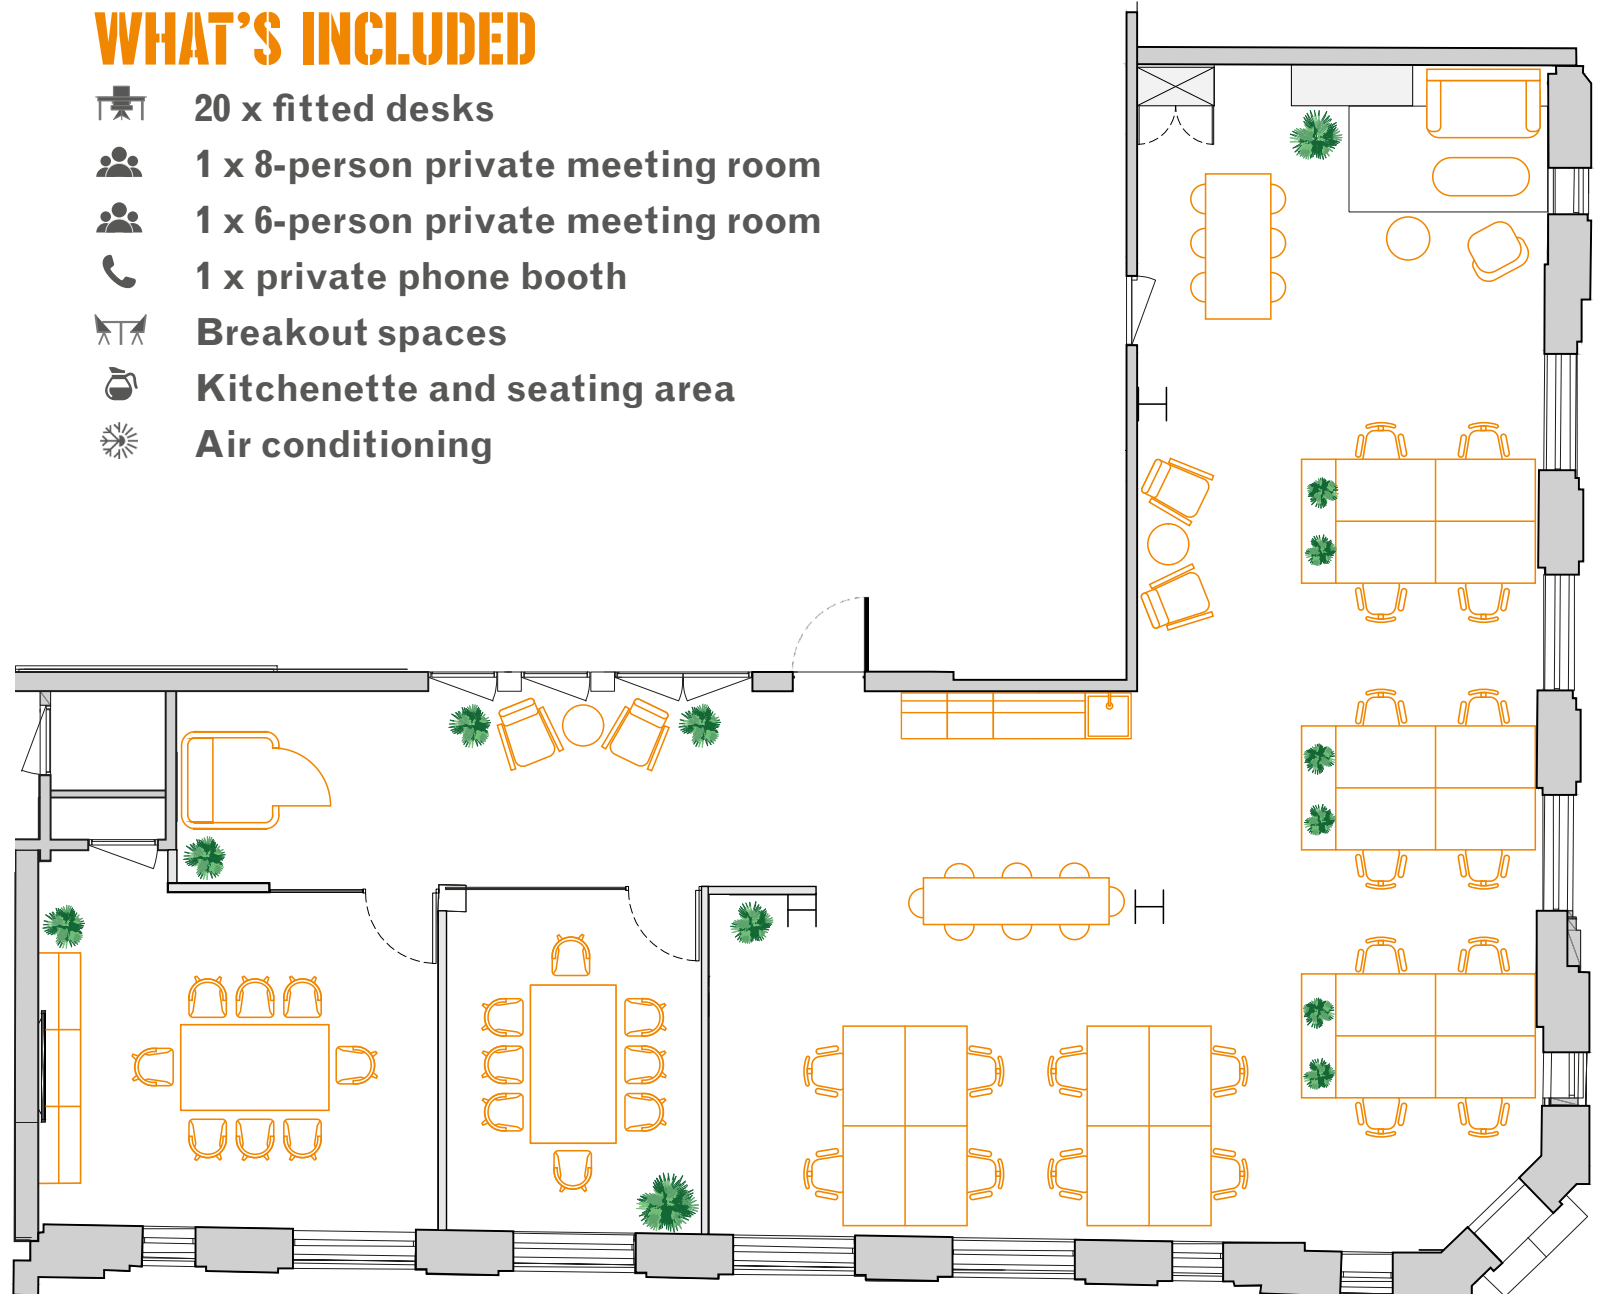 WHAT'S INCLUDED
20 x fitted desks
1 x 8-person private meeting room
1 x 6-person private meeting room
1 x private phone booth
Breakout spaces
Kitchenette and seating area
Air conditioning